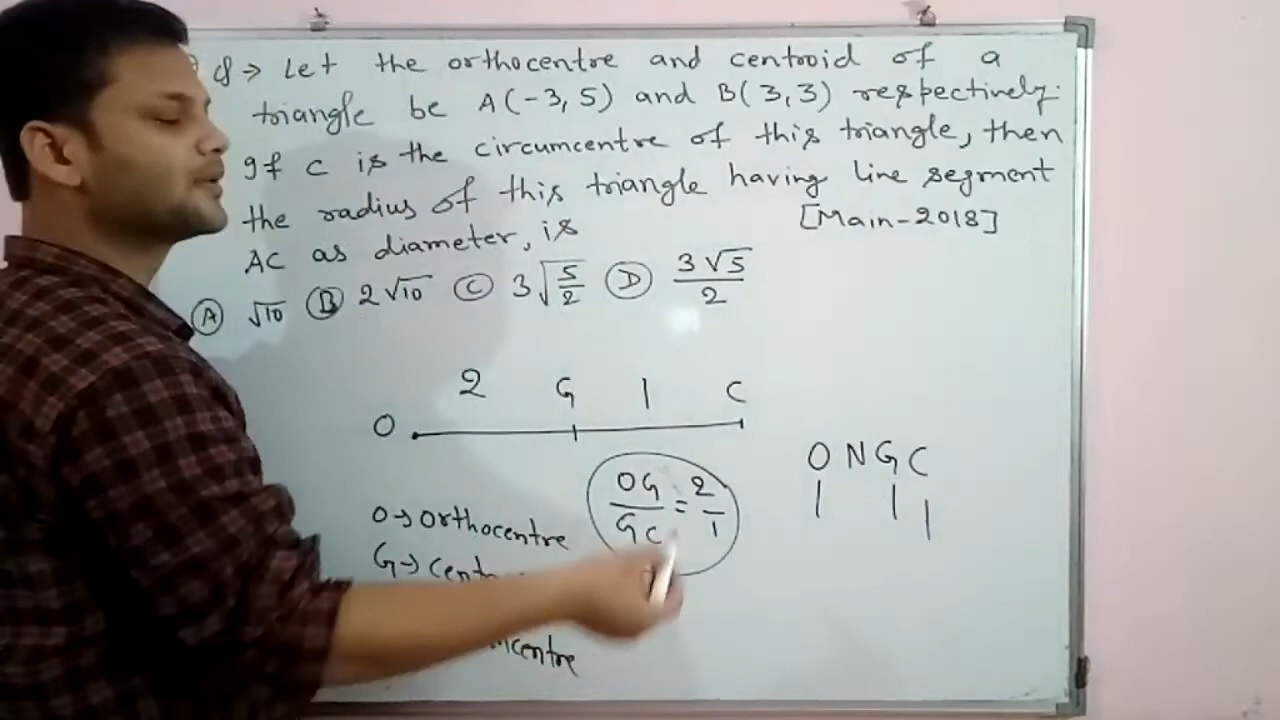 Q → Let the orthocentre and centroid of a
triangle be A(-3,5) and B(3,3) respectively.
If C is the circumcentre of this triangle, then
the radius of this triangle having line segment
AC as diameter, is [Main-2018]
(A) √10 (B) 2√10 (C) 3√(5/2) (D) 3√5/2
2 G 1 C
O
O N G C
OG/GC = 2/1
O→Orthocentre
G→